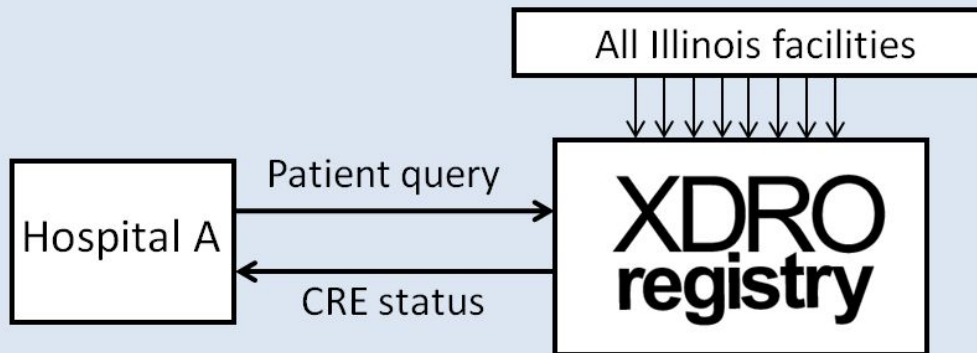 All Illinois facilities
Patient query
Hospital A
XDRO
registry
CRE status